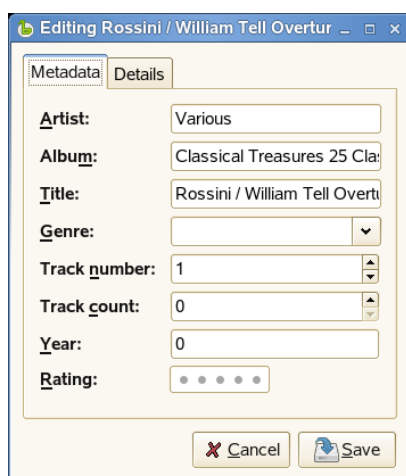 Editing Rossini / William Tell Overtur
Metadata Details
Artist: Various
Album: Classical Treasures 25 Clas
Title: Rossini / William Tell Overtu
Genre:
Track number: 1
Track count: 0
Year: 0
Rating:
Cancel Save